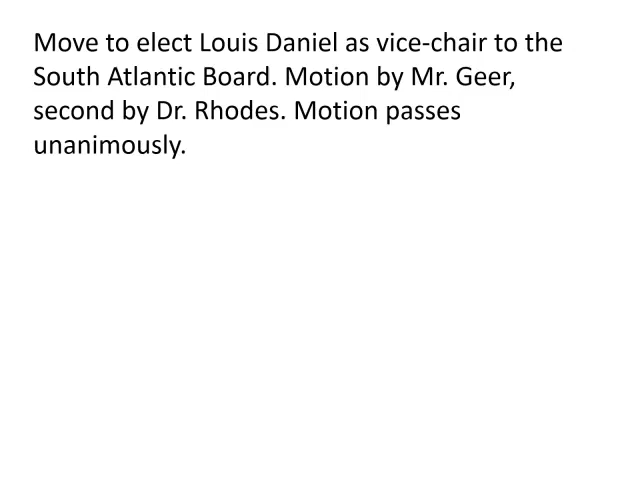 Move to elect Louis Daniel as vice-chair to the
South Atlantic Board. Motion by Mr. Geer,
second by Dr. Rhodes. Motion passes
unanimously.